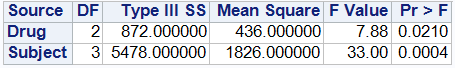 Source DF Type III SS Mean Square F Value Pr > F
Drug 2 872.000000 436.000000 7.88 0.0210
Subject 3 5478.000000 1826.000000 33.00 0.0004